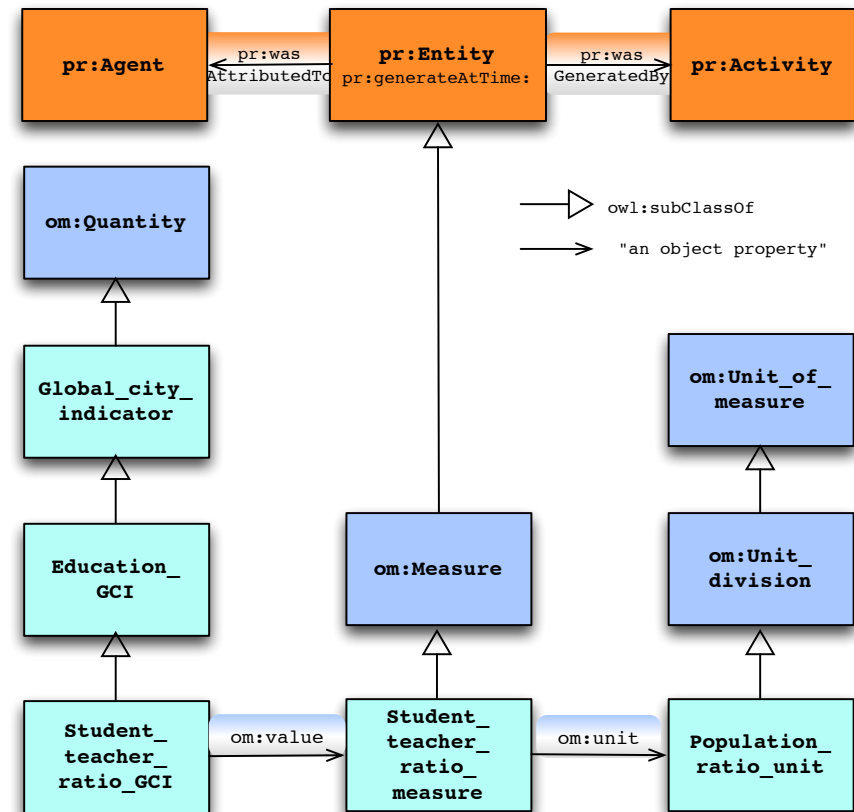 pr:Agent
pr:was
AttributedTo
pr:Entity
pr:generateAtTime:
pr:was
GeneratedBy
pr:Activity
om:Quantity
owl:subClassOf
"an object property"
Global_city_
indicator
om:Unit_of_
measure
Education_
GCI
om:Measure
om:Unit_
division
Student_
teacher_
ratio_GCI
om:value
Student_
teacher_
ratio_
measure
om:unit
Population_
ratio_unit